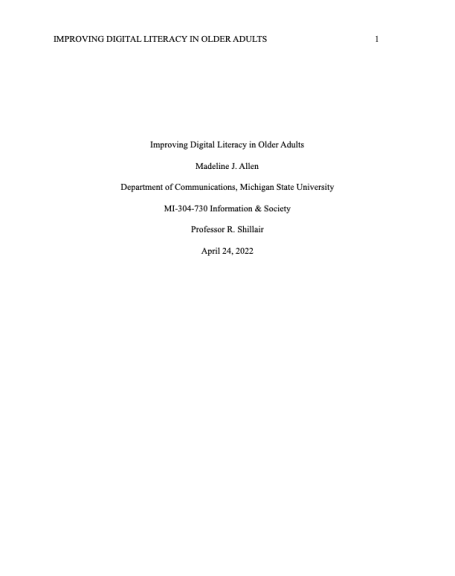 IMPROVING DIGITAL LITERACY IN OLDER ADULTS 1
Improving Digital Literacy in Older Adults
Madeline J. Allen
Department of Communications, Michigan State University
MI-304-730 Information & Society
Professor R. Shillair
April 24, 2022